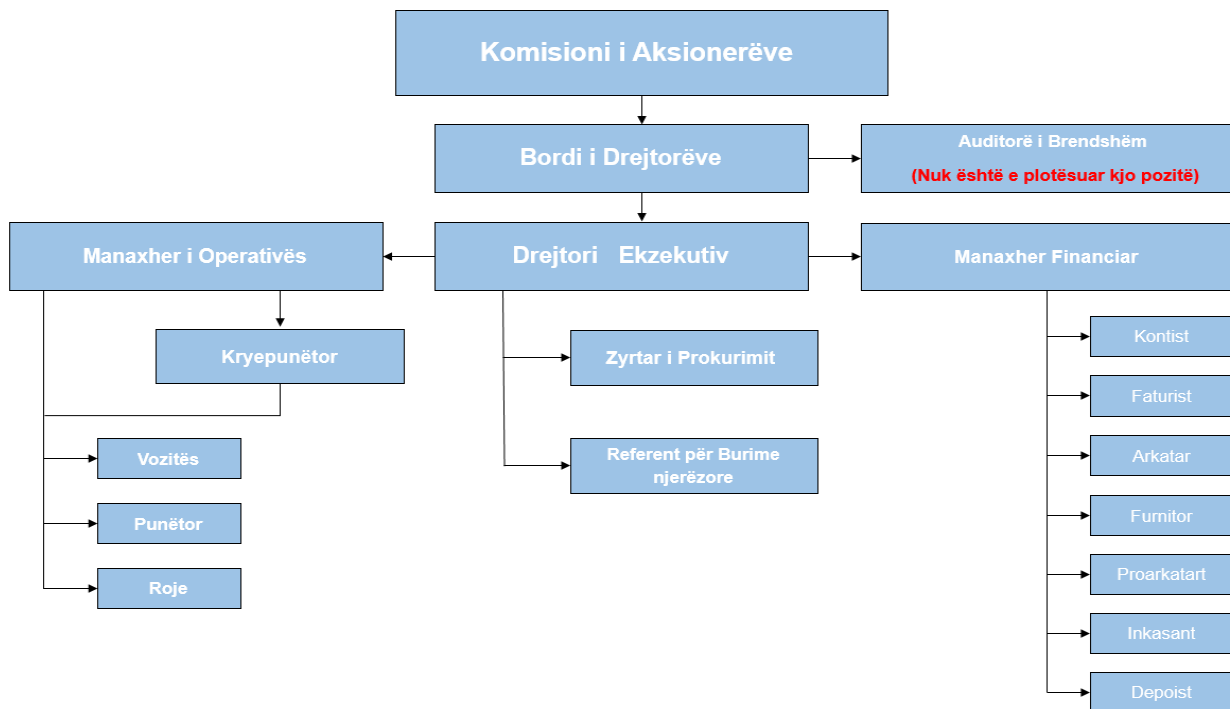 Komisioni i Aksionerëve
Bordi i Drejtorëve
Auditorë i Brendshëm
(Nuk është e plotësuar kjo pozitë)
Manaxher i Operativës
Drejtori Ekzekutiv
Manaxher Financiar
Kryepunëtor
Zyrtar i Prokurimit
Kontist
Faturist
Vozitës
Referent për Burime
njerëzore
Arkatar
Punëtor
Furnitor
Roje
Proarkatart
Inkasant
Depoist